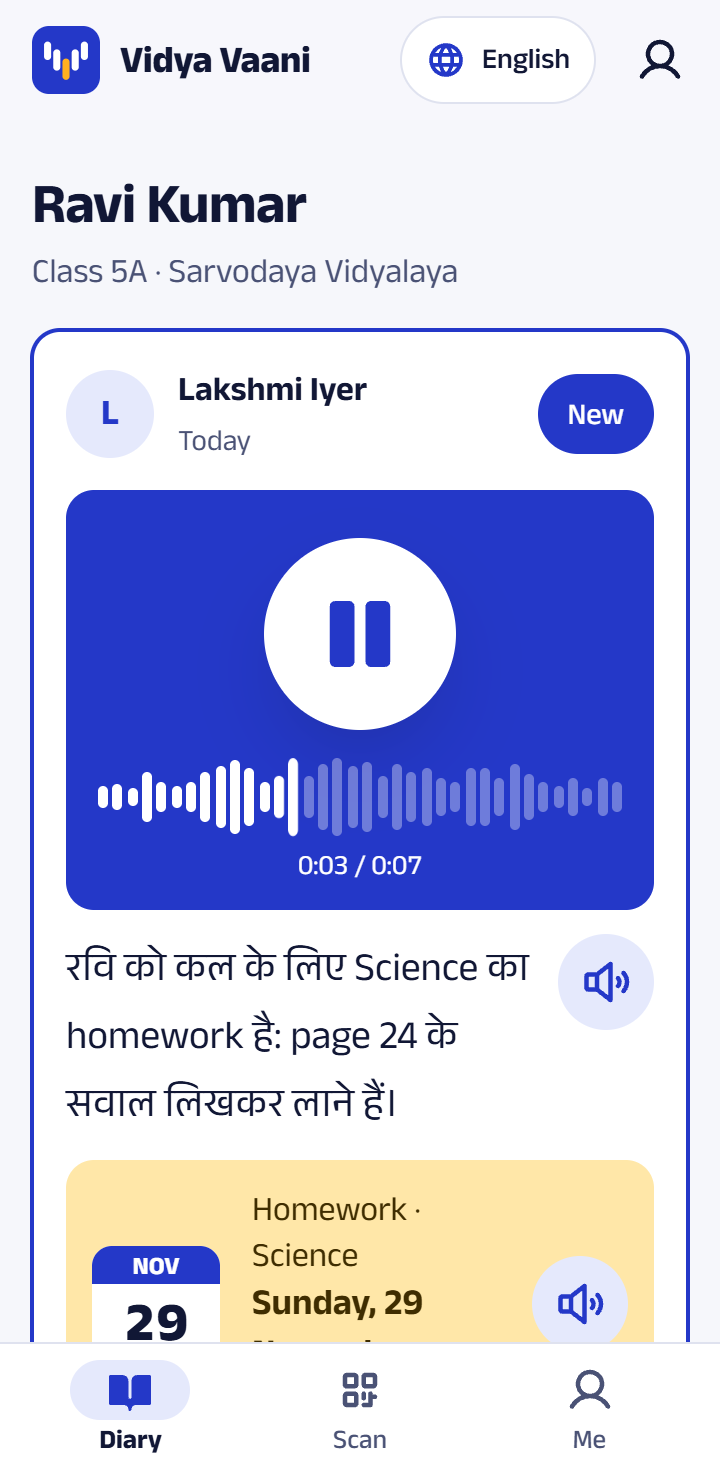 Vidya Vaani
English
Ravi Kumar
Class 5A · Sarvodaya Vidyalaya
L
Lakshmi Iyer
Today
New
0:03 / 0:07
रवि को कल के लिए Science का
homework है: page 24 के
सवाल लिखकर लाने हैं।
Homework ·
Science
NOV
29
Sunday, 29
Diary
Scan
Me